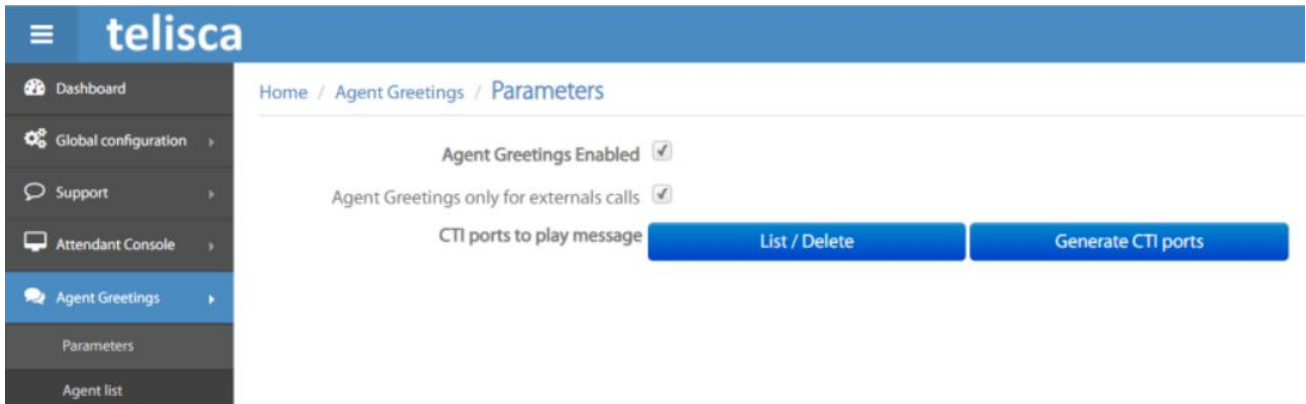 telisca
Dashboard
Global configuration
Support
Attendant Console
Agent Greetings
Parameters
Agent list
Home / Agent Greetings / Parameters
Agent Greetings Enabled
Agent Greetings only for externals calls
CTI ports to play message
List / Delete
Generate CTI ports